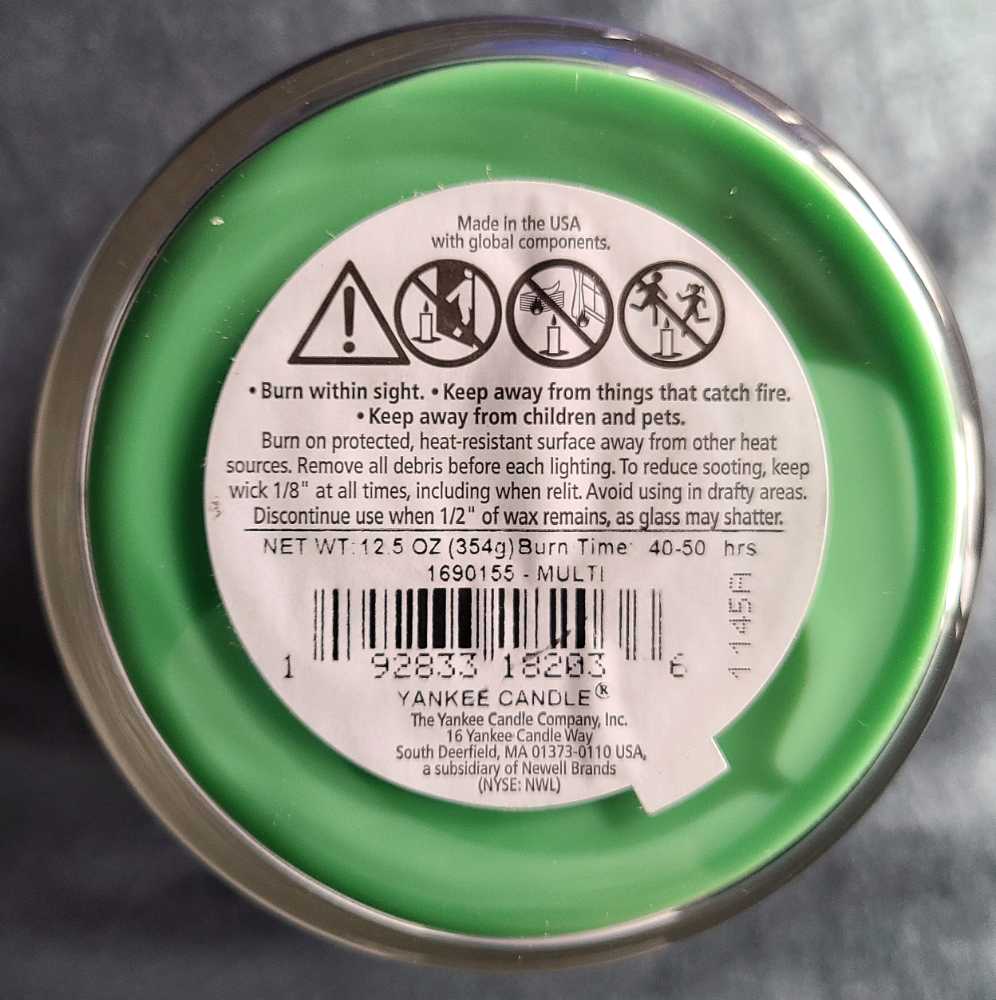 Made in the USA
with global components.
• Burn within sight. • Keep away from things that catch fire.
• Keep away from children and pets.
Burn on protected, heat-resistant surface away from other heat
sources. Remove all debris before each lighting. To reduce sooting, keep
wick 1/8" at all times, including when relit. Avoid using in drafty areas.
Discontinue use when 1/2" of wax remains, as glass may shatter.
NET WT: 12.5 OZ (354g) Burn Time: 40-50 hrs
1690155 - MULTI
1 92833 18203 6
1145A
YANKEE CANDLE®
The Yankee Candle Company, Inc.
16 Yankee Candle Way
South Deerfield, MA 01373-0110 USA,
a subsidiary of Newell Brands
(NYSE: NWL)